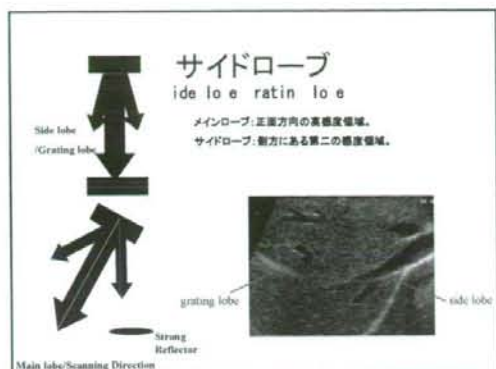 サイドローブ
ide lo e ratin lo e
メインローブ:正面方向の高感度領域。
サイドローブ:側方にある第二の感度領域。
Side lobe
/Grating lobe
grating lobe
side lobe
Strong
Reflector
Main lobe/Scanning Direction